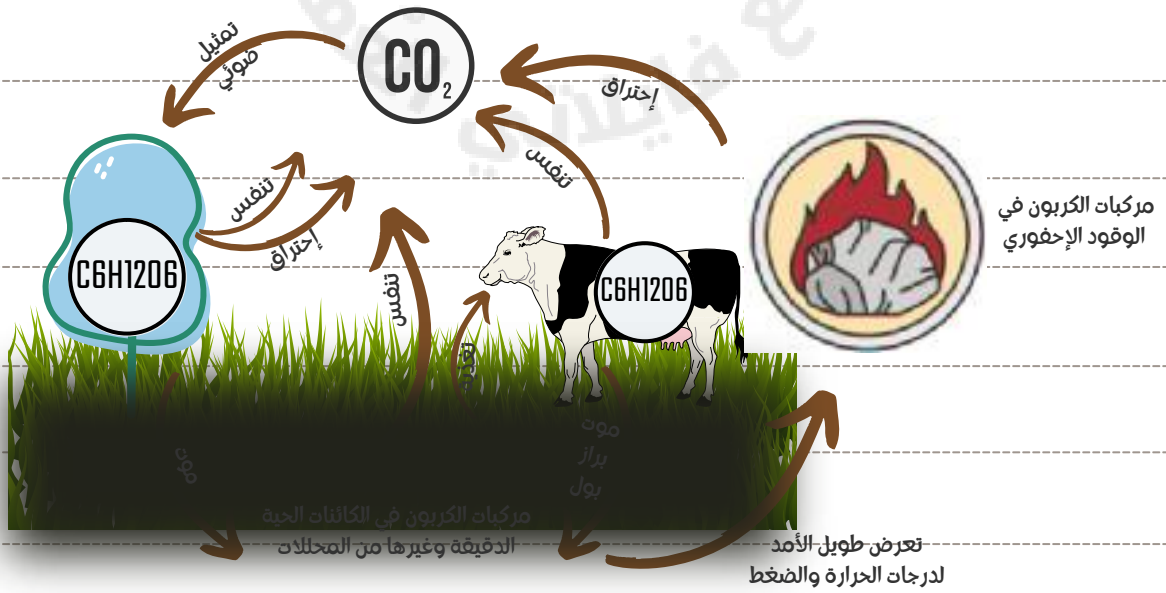 تمثيل
ضوئي
CO₂
إحتراق
تنفس
تنفس
إحتراق
تنفس
تغذية
C6H12O6
C6H12O6
مركبات الكربون في
الوقود الإحفوري
موت
موت
براز
بول
مركبات الكربون في الكائنات الحية
الدقيقة وغيرها من المحللات
تعرض طويل الأمد
لدرجات الحرارة والضغط